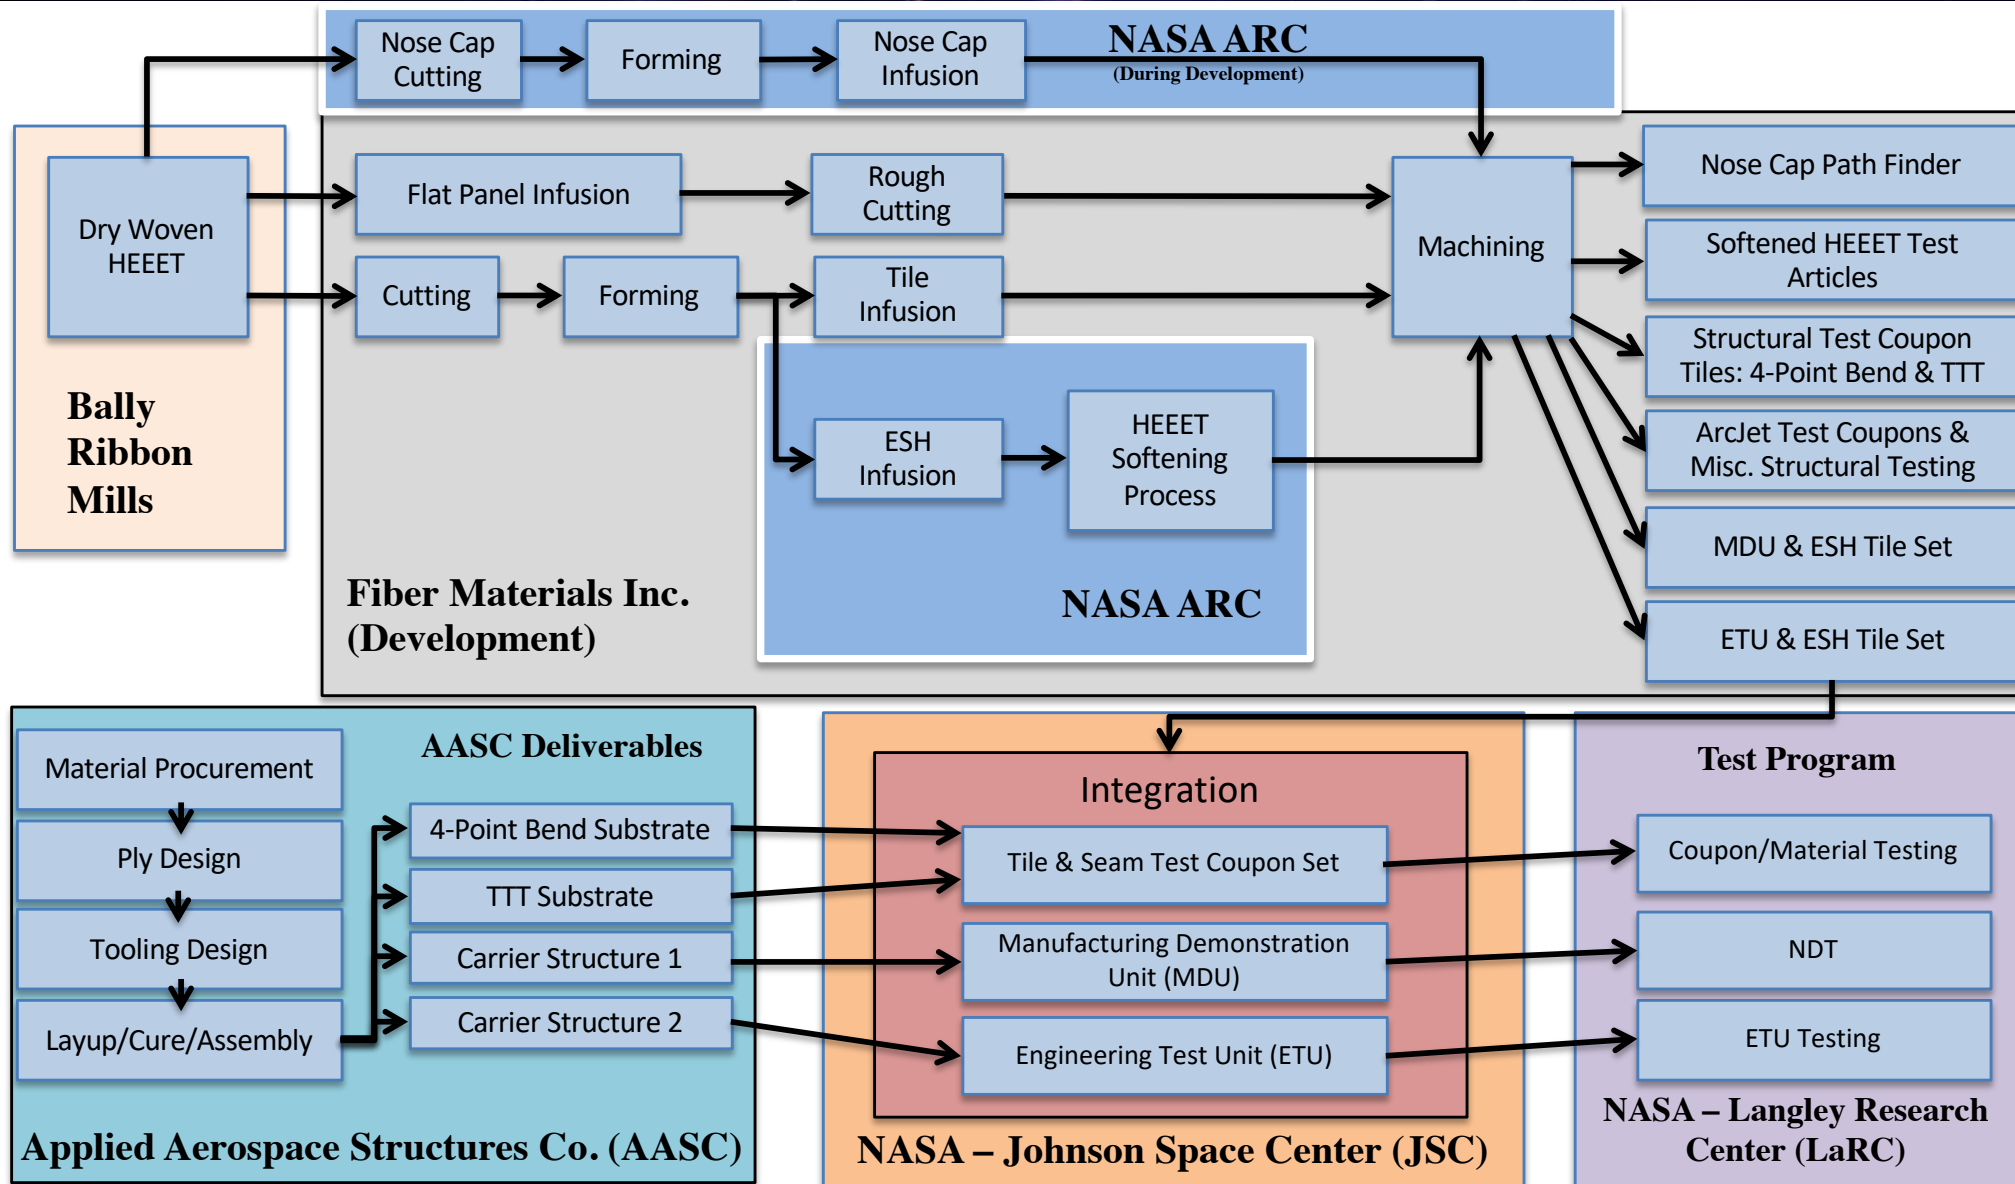 Nose Cap
Cutting
Forming
Nose Cap
Infusion
NASA ARC
(During Development)
Dry Woven
HEEET
Bally
Ribbon
Mills
Flat Panel Infusion
Rough
Cutting
Cutting
Forming
Tile
Infusion
Machining
ESH
Infusion
HEEET
Softening
Process
NASA ARC
Fiber Materials Inc.
(Development)
Nose Cap Path Finder
Softened HEEET Test
Articles
Structural Test Coupon
Tiles: 4-Point Bend & TTT
ArcJet Test Coupons &
Misc. Structural Testing
MDU & ESH Tile Set
ETU & ESH Tile Set
Material Procurement
Ply Design
Tooling Design
Layup/Cure/Assembly
AASC Deliverables
4-Point Bend Substrate
TTT Substrate
Carrier Structure 1
Carrier Structure 2
Applied Aerospace Structures Co. (AASC)
Integration
Tile & Seam Test Coupon Set
Manufacturing Demonstration
Unit (MDU)
Engineering Test Unit (ETU)
NASA – Johnson Space Center (JSC)
Test Program
Coupon/Material Testing
NDT
ETU Testing
NASA – Langley Research
Center (LaRC)